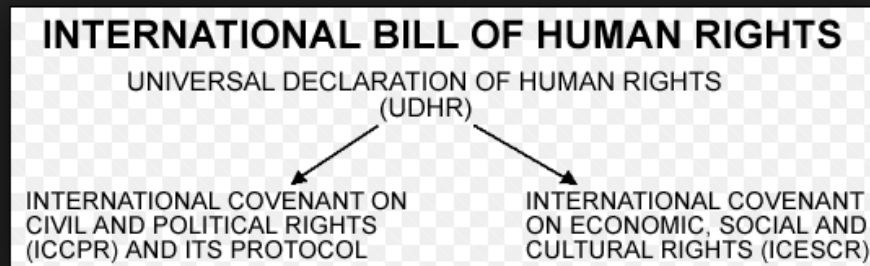 INTERNATIONAL BILL OF HUMAN RIGHTS
UNIVERSAL DECLARATION OF HUMAN RIGHTS
(UDHR)
INTERNATIONAL COVENANT ON
CIVIL AND POLITICAL RIGHTS
(ICCPR) AND ITS PROTOCOL
INTERNATIONAL COVENANT
ON ECONOMIC, SOCIAL AND
CULTURAL RIGHTS (ICESCR)